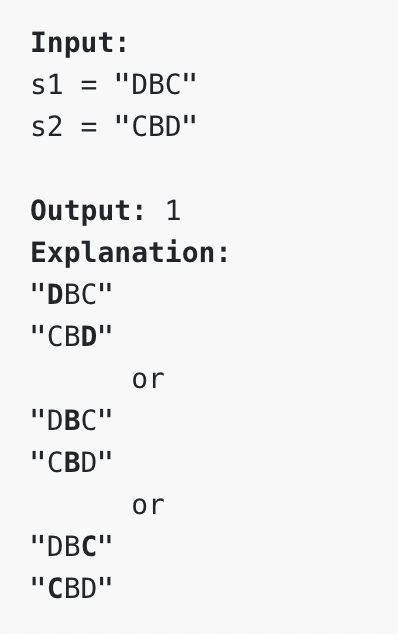 Input:
s1 = "DBC"
s2 = "CBD"
Output: 1
Explanation:
"DBC"
"CBD"
or
"DBC"
"CBD"
or
"DBC"
"CBD"